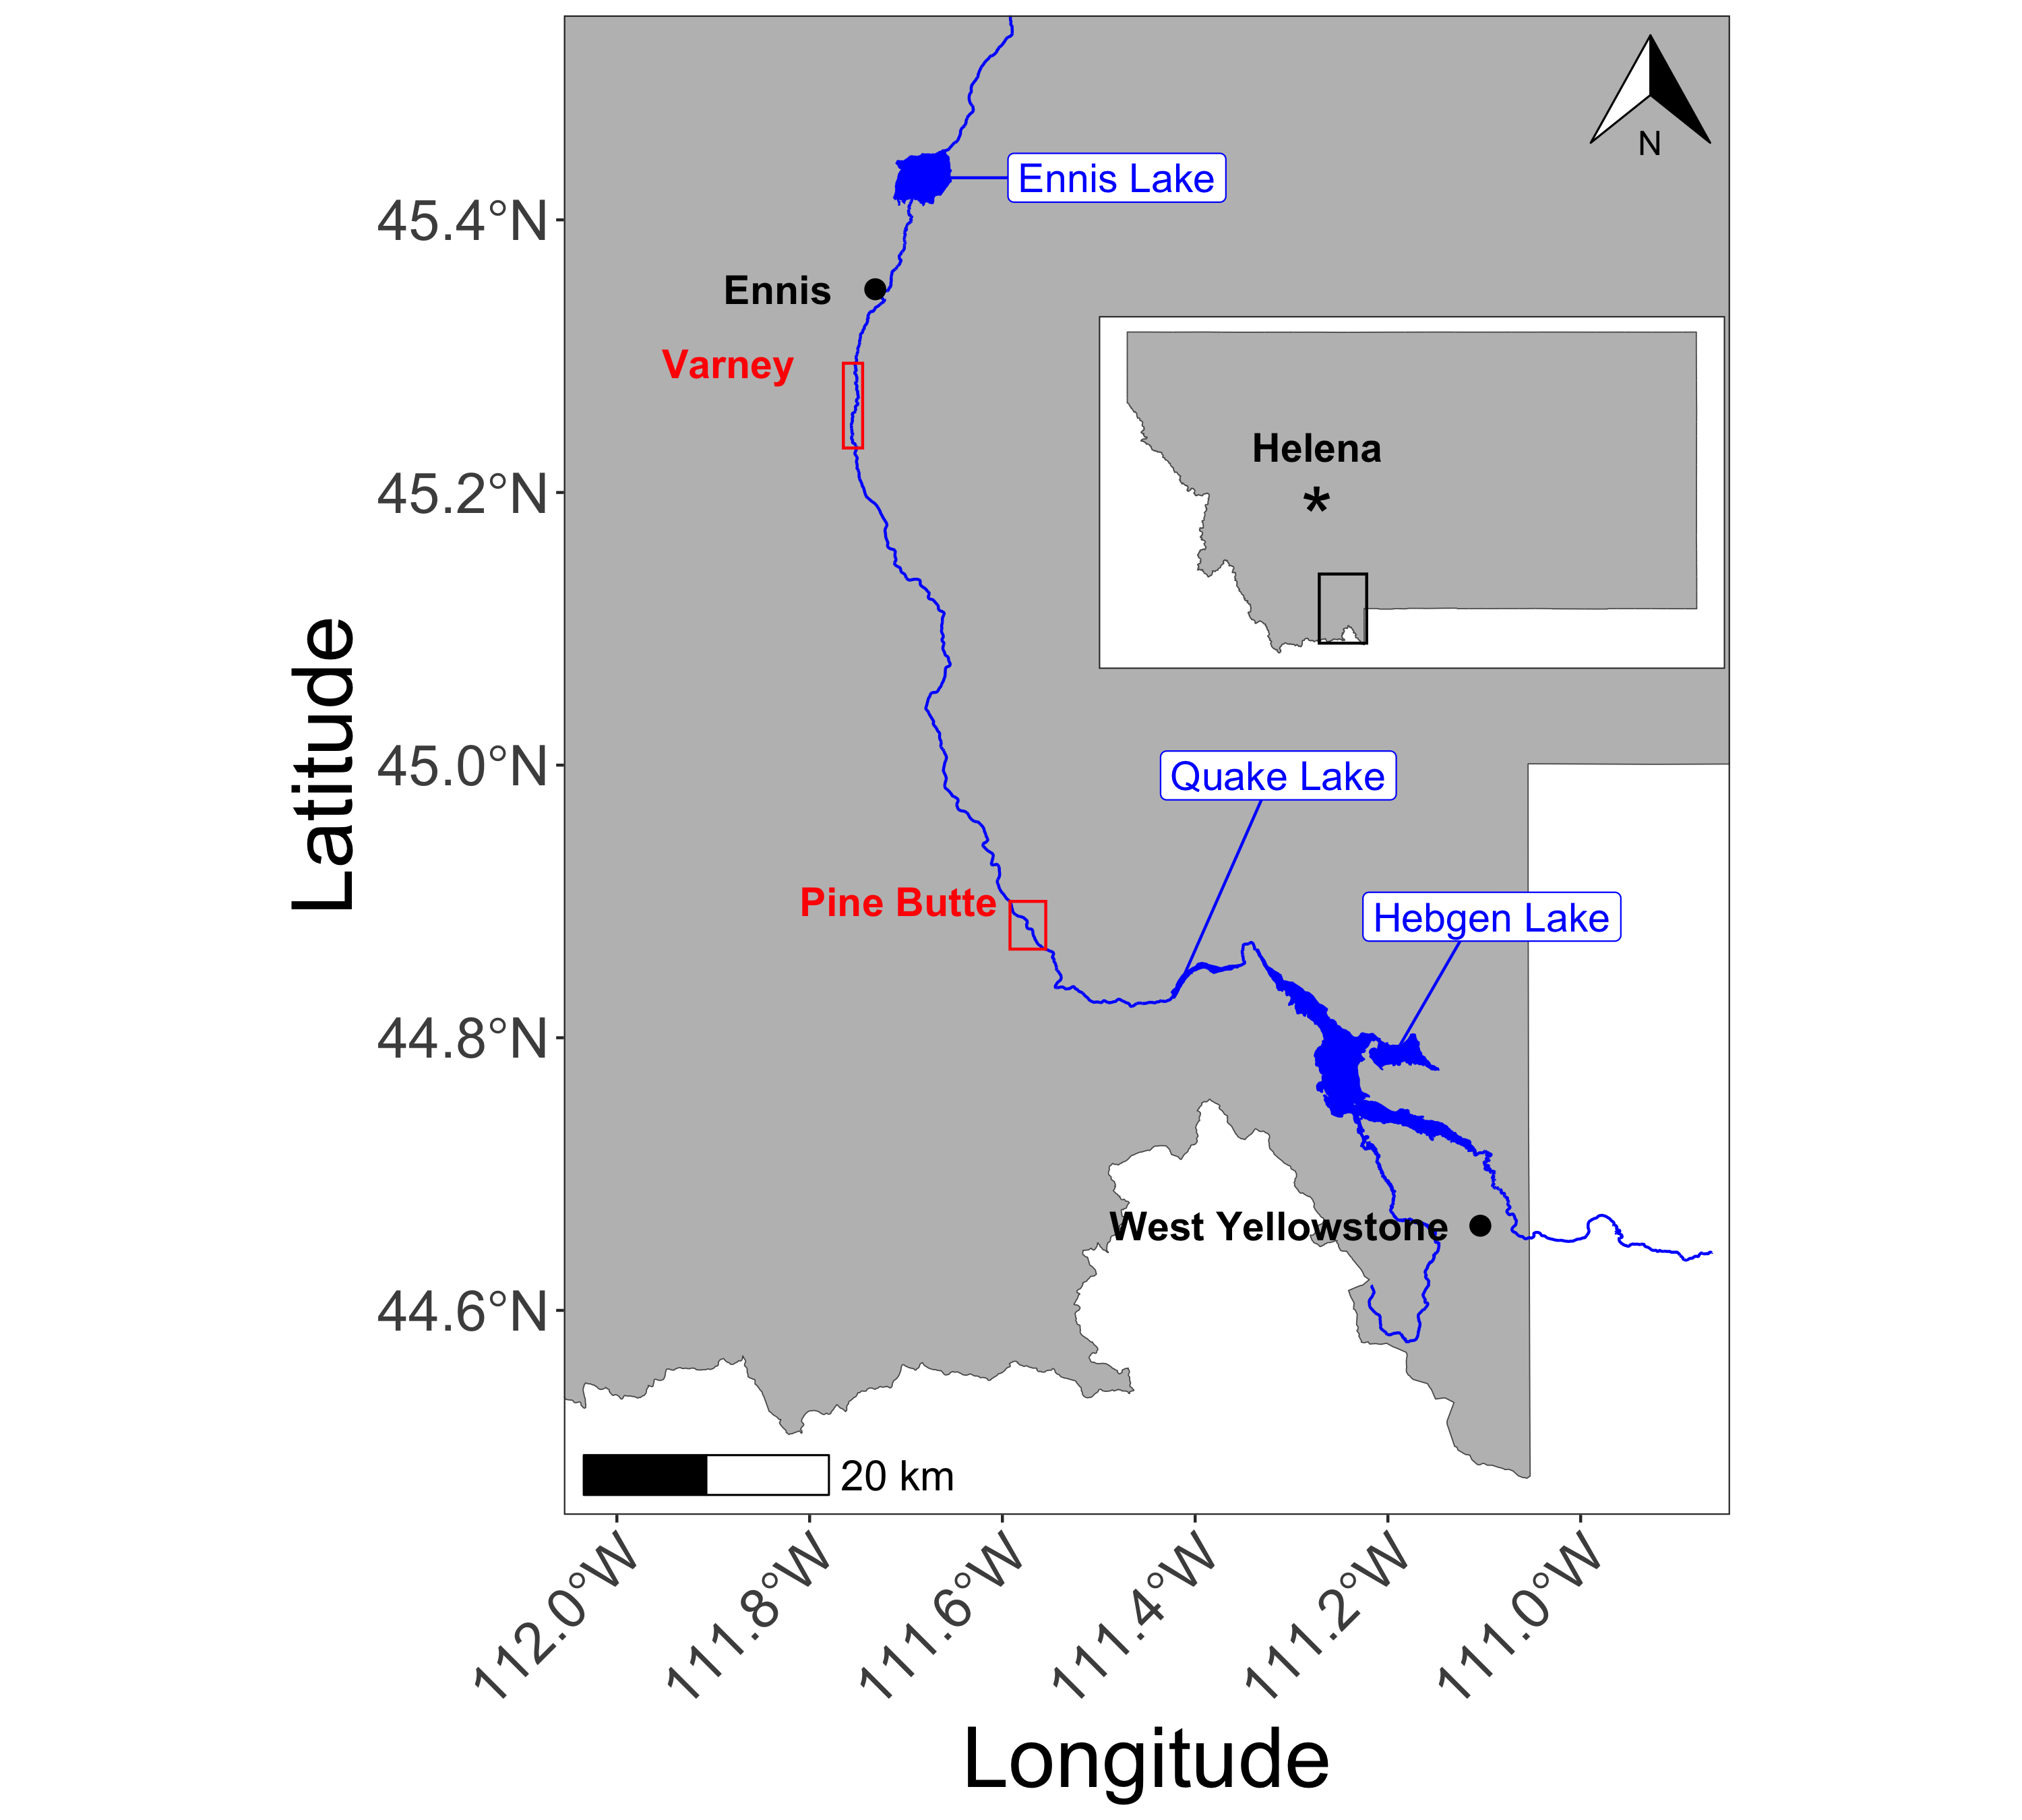 N
Ennis Lake
45.4°N
Ennis
Varney
Helena
*
45.2°N
Latitude
45.0°N
Quake Lake
Pine Butte
Hebgen Lake
44.8°N
West Yellowstone
44.6°N
20 km
112.0°W
111.8°W
111.6°W
111.4°W
111.2°W
111.0°W
Longitude